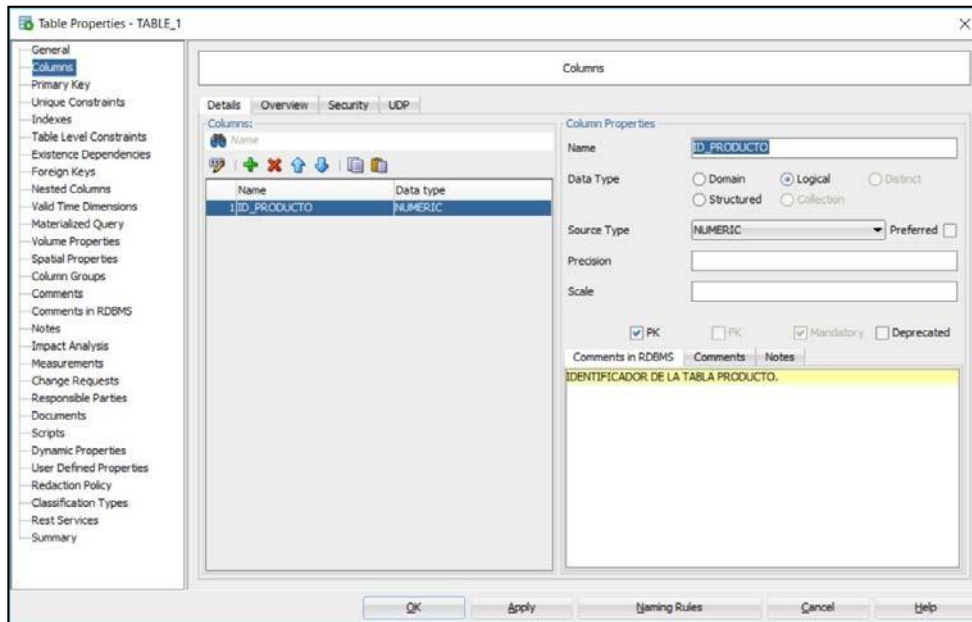 Table Properties - TABLE_1
General
Columns
Primary Key
Unique Constraints
Indexes
Table Level Constraints
Existence Dependencies
Foreign Keys
Nested Columns
Valid Time Dimensions
Materialized Query
Volume Properties
Spatial Properties
Column Groups
Comments
Comments in RDBMS
Notes
Impact Analysis
Measurements
Change Requests
Responsible Parties
Documents
Scripts
Dynamic Properties
User Defined Properties
Redaction Policy
Classification Types
Rest Services
Summary
Columns
Details Overview Security UDP
Columns:
Name
Name Data type
1 ID_PRODUCTO NUMERIC
Column Properties
Name ID_PRODUCTO
Data Type Domain Logical Distinct
Structured Collection
Source Type NUMERIC Preferred
Precision
Scale
PK FK Mandatory Deprecated
Comments in RDBMS Comments Notes
IDENTIFICADOR DE LA TABLA PRODUCTO.
OK Apply Naming Rules Cancel Help